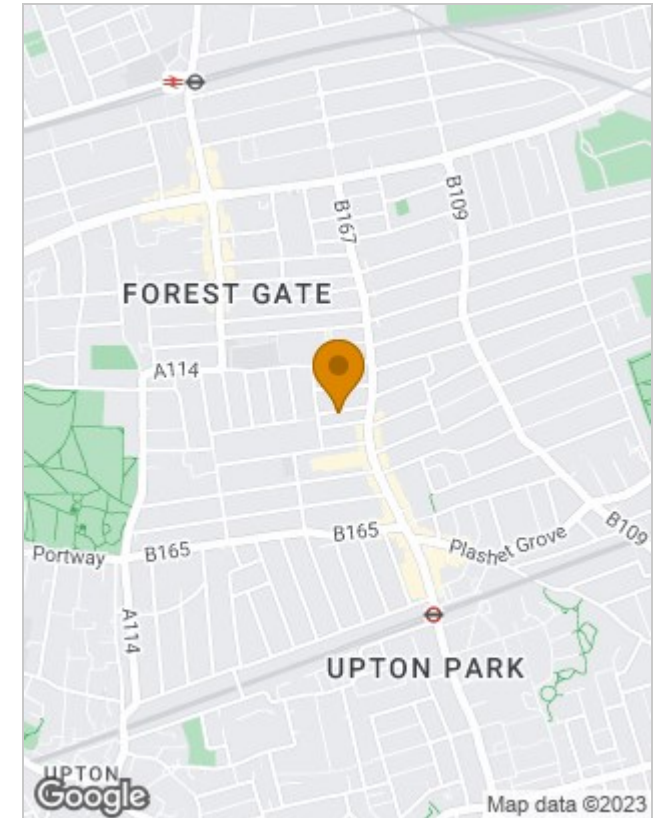 B109
B167
FOREST GATE
A114
B165
Plashet Grove
B109
Portway
B165
A114
UPTON PARK
UPTON
Google
Map data ©2023